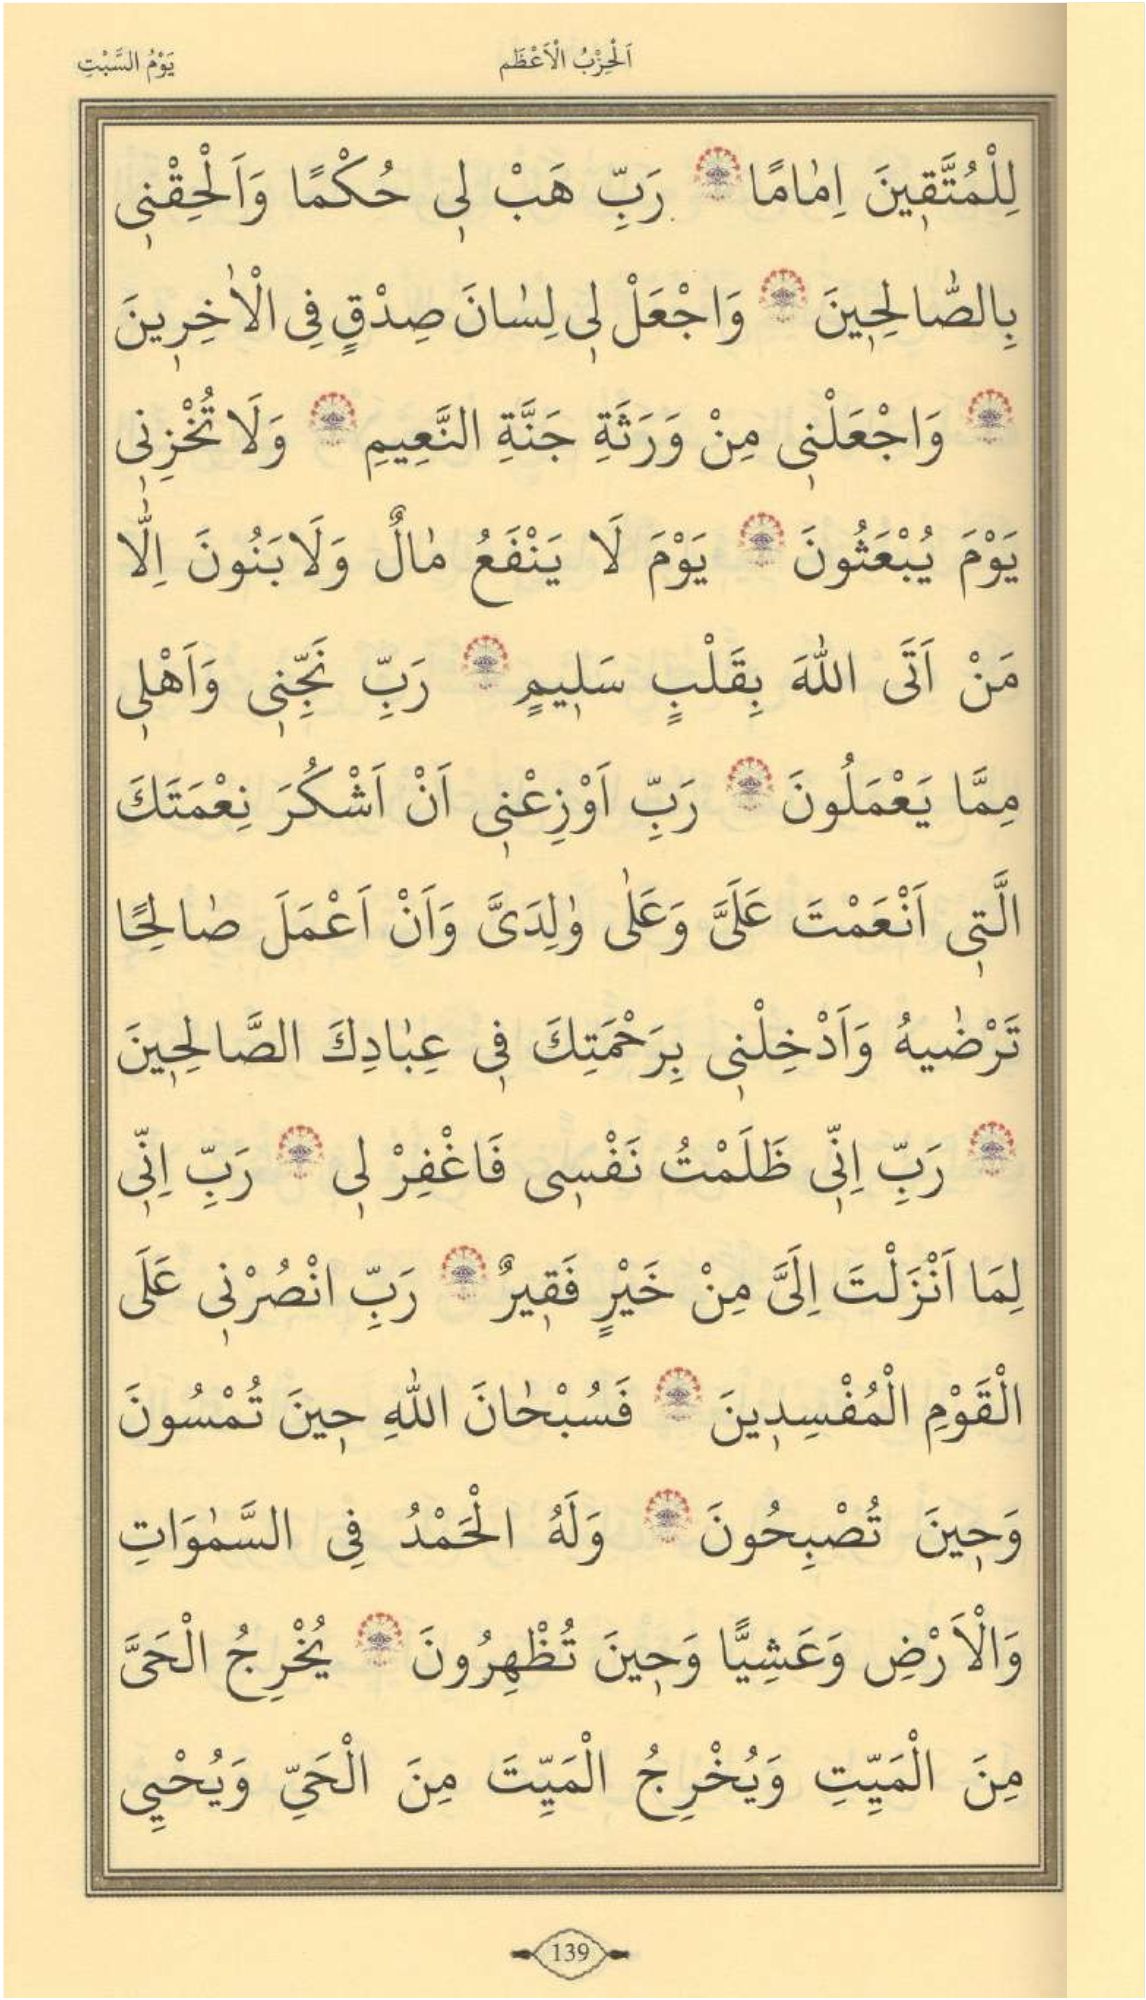 اَلْحِزْبُ الْاَعْظَم
يَوْمُ السَّبْتِ
لِلْمُتَّقٖينَ اِمٰامًا ۞ رَبِّ هَبْ لٖى حُكْمًا وَاَلْحِقْنٖى
بِالصّٰالِحٖينَ ۞ وَاجْعَلْ لٖى لِسٰانَ صِدْقٍ فِى الْاٰخِرٖينَ
۞ وَاجْعَلْنٖى مِنْ وَرَثَةِ جَنَّةِ النَّعِيمِ ۞ وَلَا تُخْزِنٖى
يَوْمَ يُبْعَثُونَ ۞ يَوْمَ لَا يَنْفَعُ مٰالٌ وَلَا بَنُونَ اِلّٰا
مَنْ اَتَى اللّٰهَ بِقَلْبٍ سَلٖيمٍ ۞ رَبِّ نَجِّنٖى وَاَهْلٖى
مِمَّا يَعْمَلُونَ ۞ رَبِّ اَوْزِعْنٖى اَنْ اَشْكُرَ نِعْمَتَكَ
الَّتٖى اَنْعَمْتَ عَلَىَّ وَعَلٰى وٰلِدَىَّ وَاَنْ اَعْمَلَ صٰالِحًا
تَرْضٰيهُ وَاَدْخِلْنٖى بِرَحْمَتِكَ فٖى عِبٰادِكَ الصَّالِحٖينَ
۞ رَبِّ اِنّٖى ظَلَمْتُ نَفْسٖى فَاغْفِرْ لٖى ۞ رَبِّ اِنّٖى
لِمَا اَنْزَلْتَ اِلَىَّ مِنْ خَيْرٍ فَقٖيرٌ ۞ رَبِّ انْصُرْنٖى عَلَى
الْقَوْمِ الْمُفْسِدٖينَ ۞ فَسُبْحٰانَ اللّٰهِ حٖينَ تُمْسُونَ
وَحٖينَ تُصْبِحُونَ ۞ وَلَهُ الْحَمْدُ فِى السَّمٰوَاتِ
وَالْاَرْضِ وَعَشِيًّا وَحٖينَ تُظْهِرُونَ ۞ يُخْرِجُ الْحَىَّ
مِنَ الْمَيِّتِ وَيُخْرِجُ الْمَيِّتَ مِنَ الْحَىِّ وَيُحْيِى
139